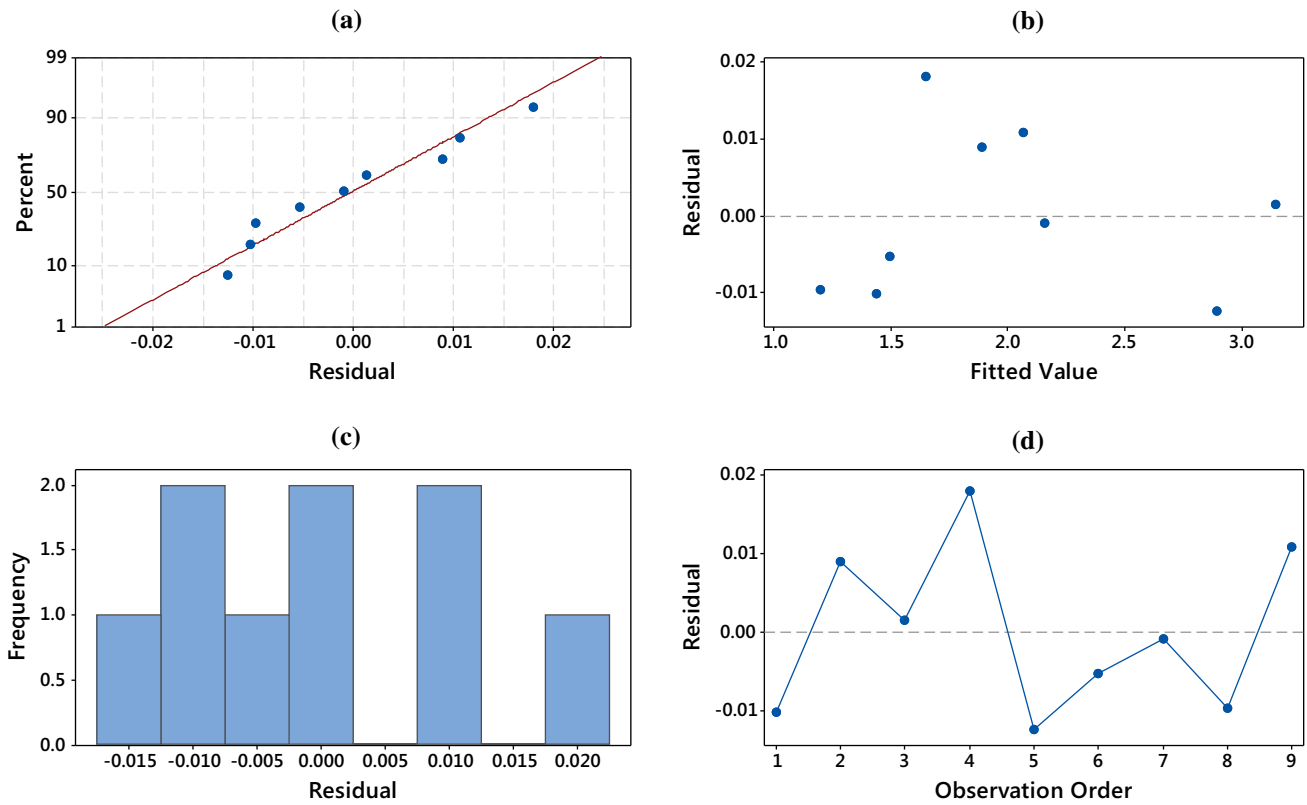 (a)
99
90
50
10
1
Percent
-0.02 -0.01 0.00 0.01 0.02
Residual
(b)
0.02
0.01
0.00
-0.01
Residual
1.0 1.5 2.0 2.5 3.0
Fitted Value
(c)
2.0
1.5
1.0
0.5
0.0
Frequency
-0.015 -0.010 -0.005 0.000 0.005 0.010 0.015 0.020
Residual
(d)
0.02
0.01
0.00
-0.01
Residual
1 2 3 4 5 6 7 8 9
Observation Order